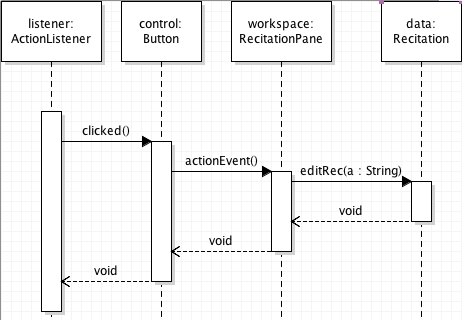 listener:
ActionListener
control:
Button
workspace:
RecitationPane
data:
Recitation
clicked()
actionEvent()
editRec(a : String)
void
void
void